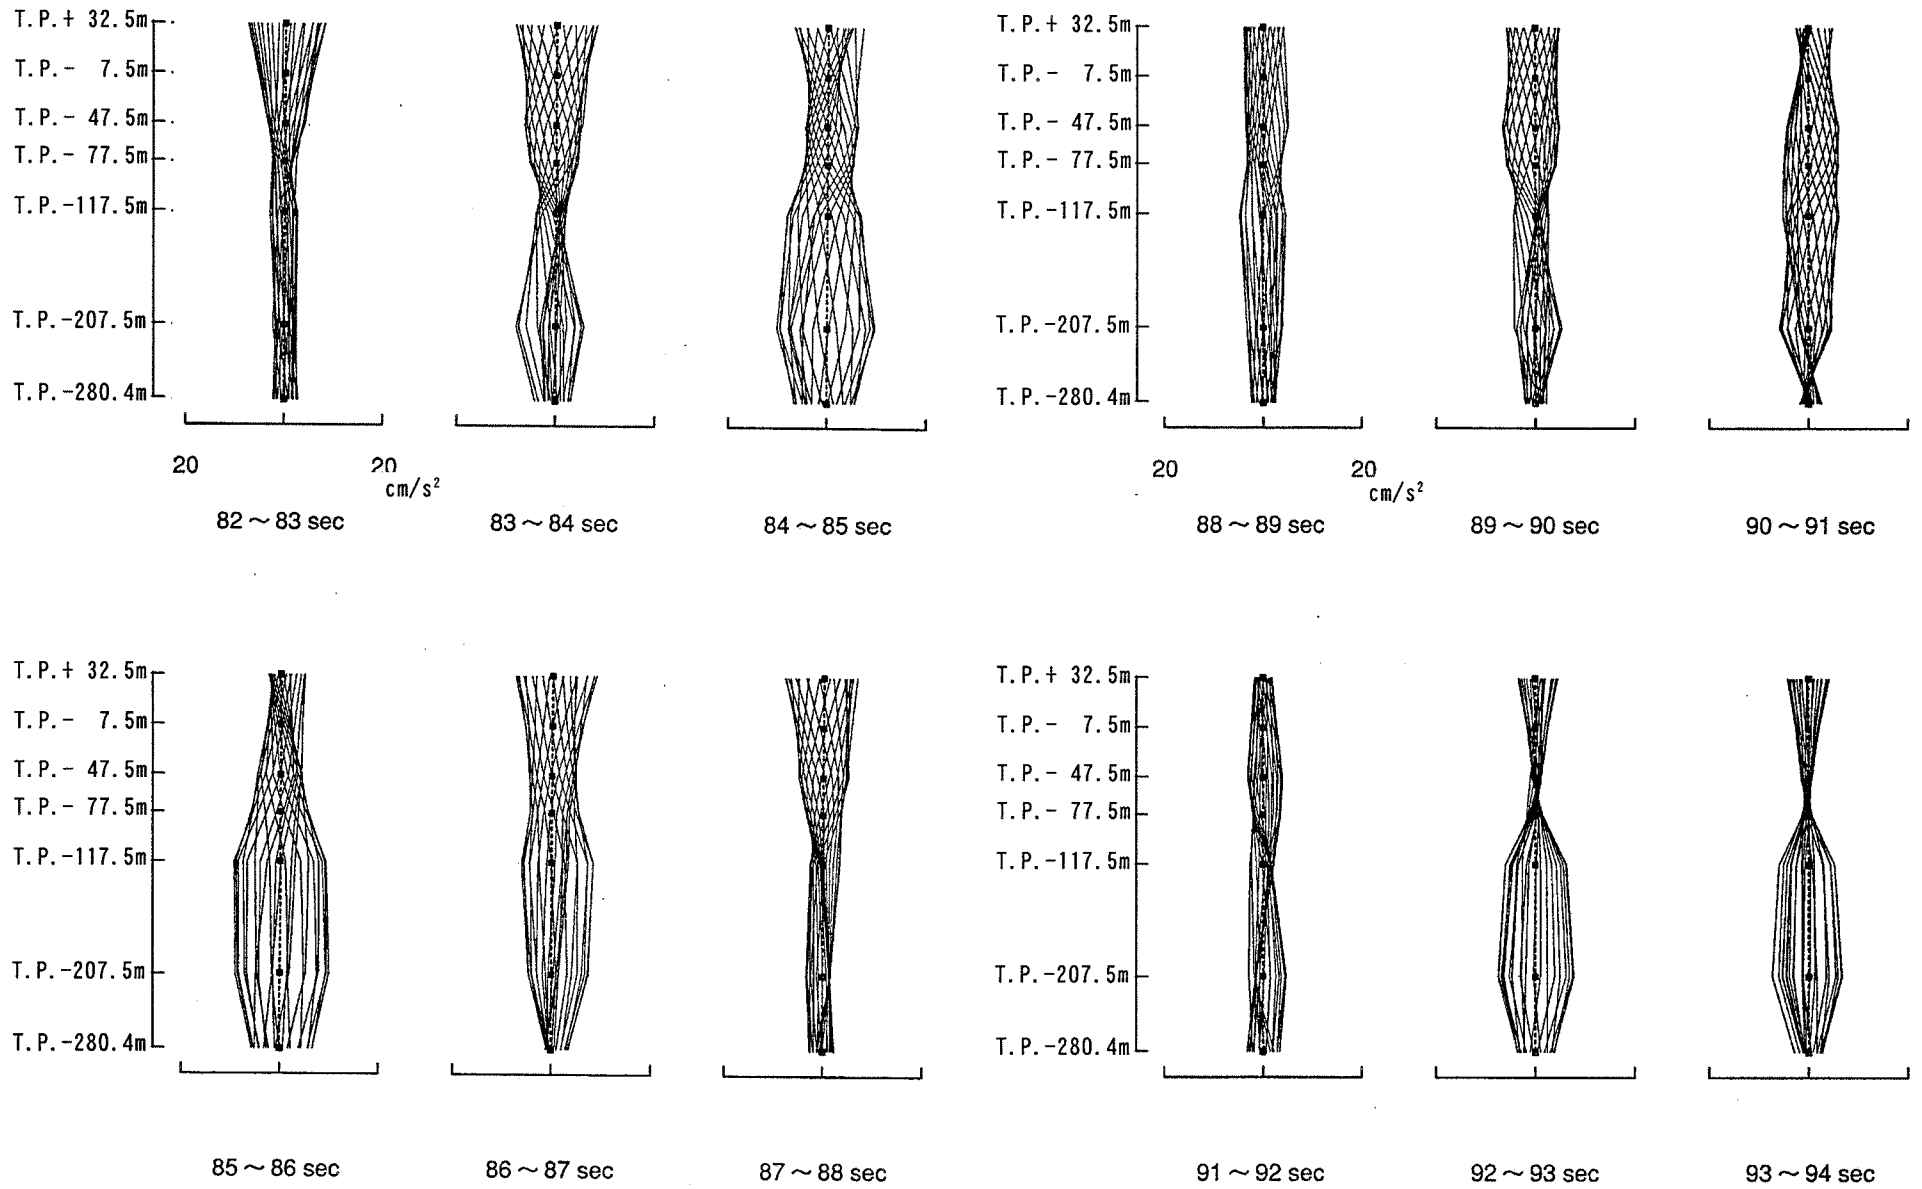 T.P.+ 32.5m
T.P.- 7.5m
T.P.- 47.5m
T.P.- 77.5m
T.P.-117.5m
T.P.-207.5m
T.P.-280.4m
20 20
cm/s²
82 ~ 83 sec 83 ~ 84 sec 84 ~ 85 sec
T.P.+ 32.5m
T.P.- 7.5m
T.P.- 47.5m
T.P.- 77.5m
T.P.-117.5m
T.P.-207.5m
T.P.-280.4m
20 20
cm/s²
88 ~ 89 sec 89 ~ 90 sec 90 ~ 91 sec
T.P.+ 32.5m
T.P.- 7.5m
T.P.- 47.5m
T.P.- 77.5m
T.P.-117.5m
T.P.-207.5m
T.P.-280.4m
85 ~ 86 sec 86 ~ 87 sec 87 ~ 88 sec
T.P.+ 32.5m
T.P.- 7.5m
T.P.- 47.5m
T.P.- 77.5m
T.P.-117.5m
T.P.-207.5m
T.P.-280.4m
91 ~ 92 sec 92 ~ 93 sec 93 ~ 94 sec